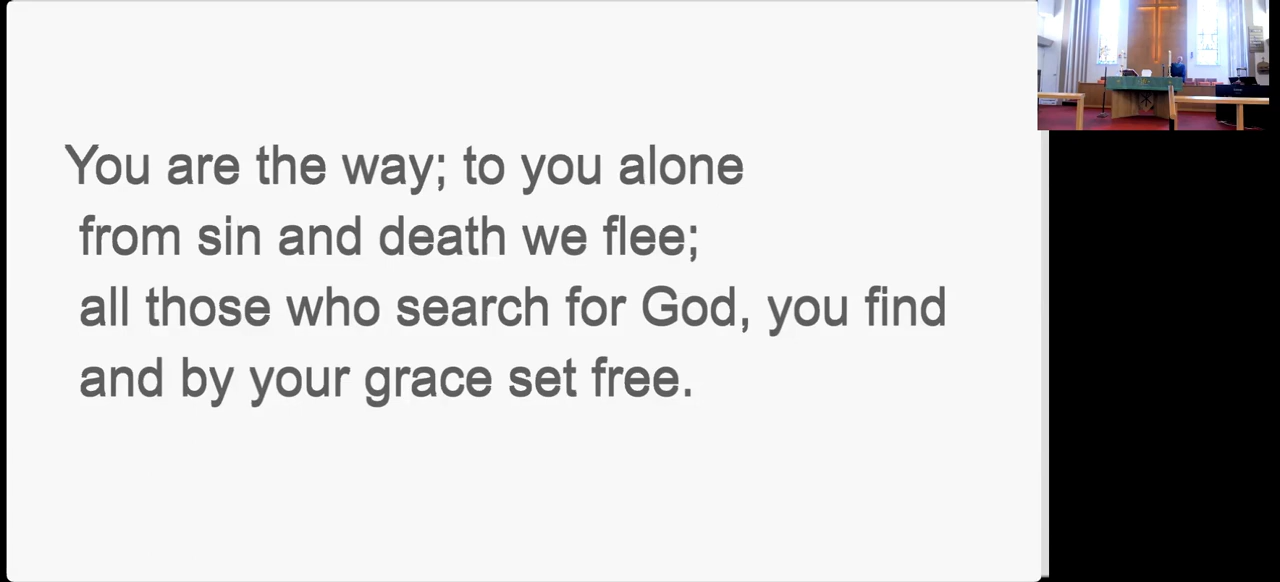 You are the way; to you alone
from sin and death we flee;
all those who search for God, you find
and by your grace set free.